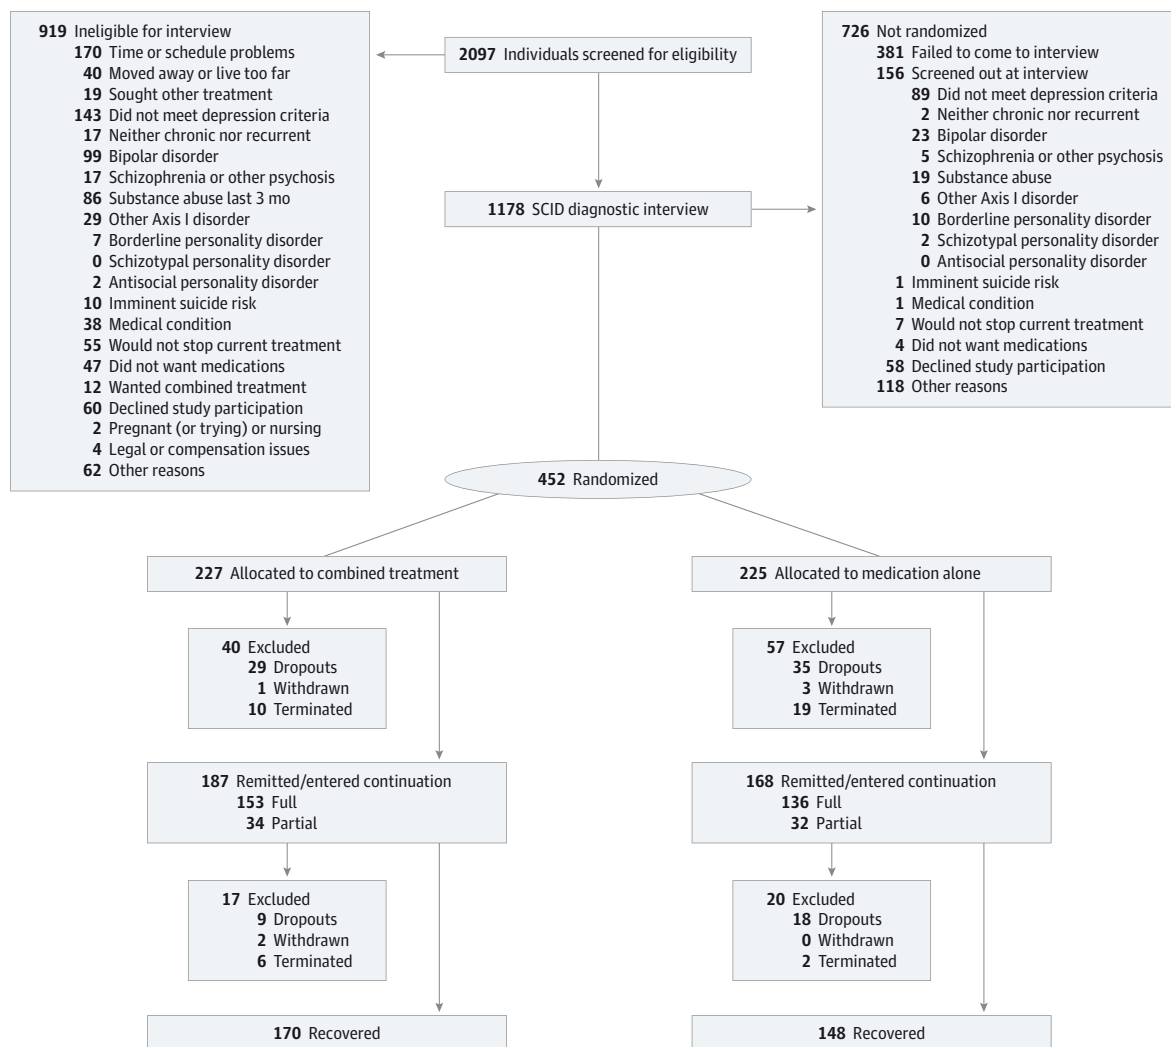 919 Ineligible for interview
170 Time or schedule problems
40 Moved away or live too far
19 Sought other treatment
143 Did not meet depression criteria
17 Neither chronic nor recurrent
99 Bipolar disorder
17 Schizophrenia or other psychosis
86 Substance abuse last 3 mo
29 Other Axis I disorder
7 Borderline personality disorder
0 Schizotypal personality disorder
2 Antisocial personality disorder
10 Imminent suicide risk
38 Medical condition
55 Would not stop current treatment
47 Did not want medications
12 Wanted combined treatment
60 Declined study participation
2 Pregnant (or trying) or nursing
4 Legal or compensation issues
62 Other reasons
2097 Individuals screened for eligibility
726 Not randomized
381 Failed to come to interview
156 Screened out at interview
89 Did not meet depression criteria
2 Neither chronic nor recurrent
23 Bipolar disorder
5 Schizophrenia or other psychosis
19 Substance abuse
6 Other Axis I disorder
10 Borderline personality disorder
2 Schizotypal personality disorder
0 Antisocial personality disorder
1 Imminent suicide risk
1 Medical condition
7 Would not stop current treatment
4 Did not want medications
58 Declined study participation
118 Other reasons
1178 SCID diagnostic interview
452 Randomized
227 Allocated to combined treatment
40 Excluded
29 Dropouts
1 Withdrawn
10 Terminated
187 Remitted/entered continuation
153 Full
34 Partial
17 Excluded
9 Dropouts
2 Withdrawn
6 Terminated
170 Recovered
225 Allocated to medication alone
57 Excluded
35 Dropouts
3 Withdrawn
19 Terminated
168 Remitted/entered continuation
136 Full
32 Partial
20 Excluded
18 Dropouts
0 Withdrawn
2 Terminated
148 Recovered